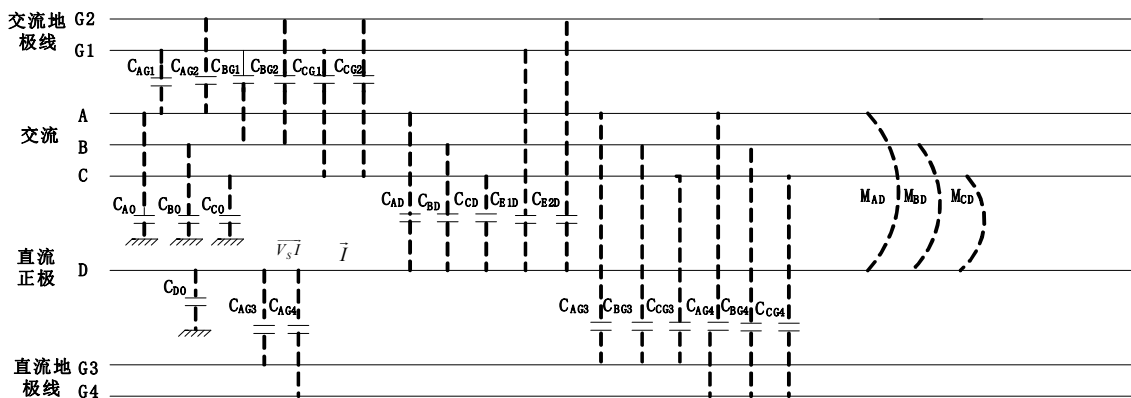 交流地
极线
G2
G1
CAG1 CAG2 CBG1 CBG2 CCG1 CCG2
A
交流
B
C
CAO CBO CCO
CAD CBD CCD CE1D CE2D
MAD MBD MCD
VSI I
直流
正极
D
CDO
CAG3 CAG4
CAG3 CBG3 CCG3 CAG4 CBG4 CCG4
直流地
极线
G3
G4